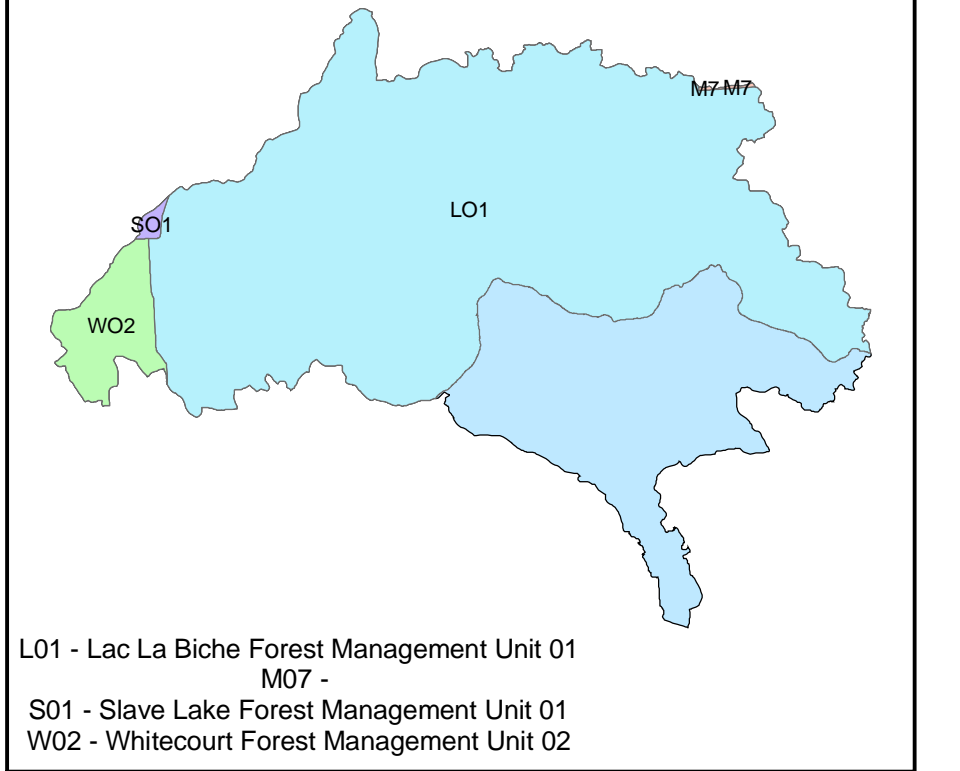 M7 M7
LO1
SO1
WO2
L01 - Lac La Biche Forest Management Unit 01
M07 -
S01 - Slave Lake Forest Management Unit 01
W02 - Whitecourt Forest Management Unit 02